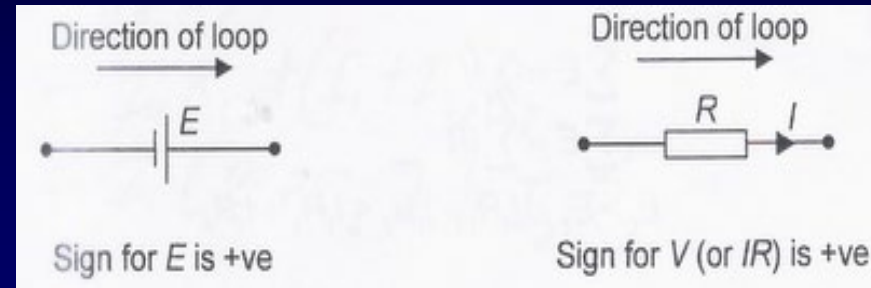 Direction of loop
E
Sign for E is +ve
Direction of loop
R I
Sign for V (or IR) is +ve